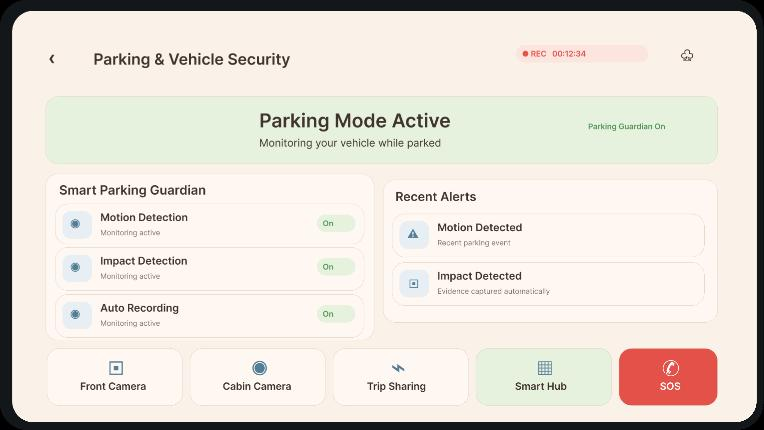 Parking & Vehicle Security
REC 00:12:34
Parking Mode Active
Monitoring your vehicle while parked
Parking Guardian On
Smart Parking Guardian
Motion Detection
Monitoring active
On
Impact Detection
Monitoring active
On
Auto Recording
Monitoring active
On
Recent Alerts
Motion Detected
Recent parking event
Impact Detected
Evidence captured automatically
Front Camera
Cabin Camera
Trip Sharing
Smart Hub
SOS